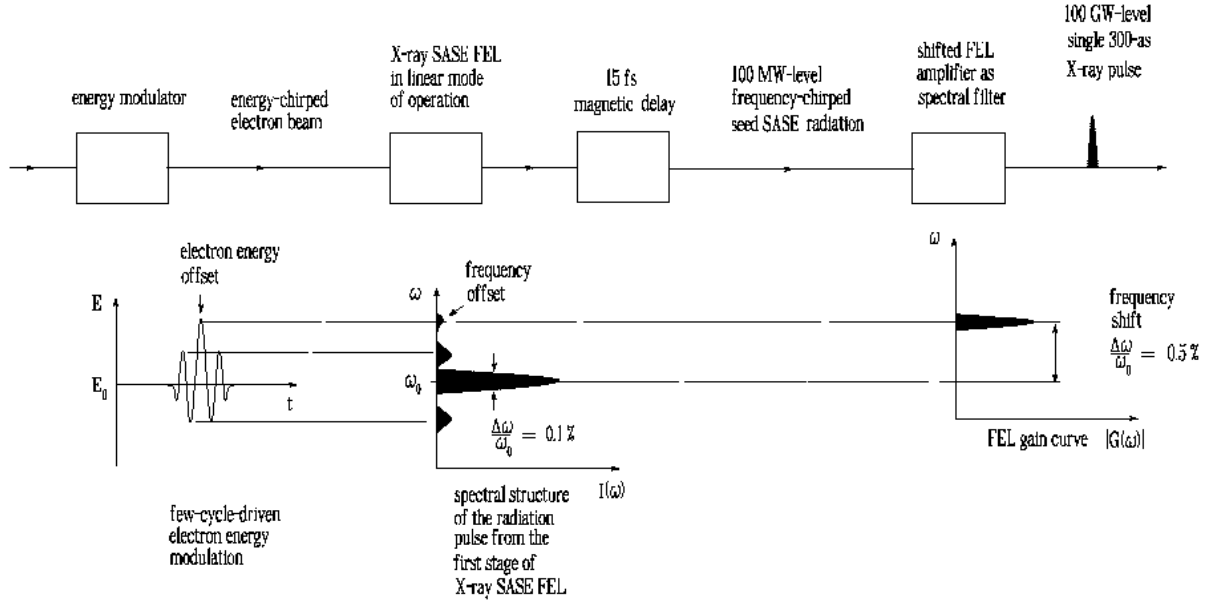 100 GW-level
single 300-as
X-ray pulse
X-ray SASE FEL
in linear mode
of operation
shifted FEL
amplifier as
spectral filter
15 fs
magnetic delay
100 MW-level
frequency-chirped
seed SASE radiation
energy modulator
energy-chirped
electron beam
electron energy
offset
frequency
offset
E
ω
ω
frequency
shift
Δω/ω₀ = 0.5 %
E₀
t
ω₀
Δω/ω₀ = 0.1 %
FEL gain curve |G(ω)|
I(ω)
few-cycle-driven
electron energy
modulation
spectral structure
of the radiation
pulse from the
first stage of
X-ray SASE FEL